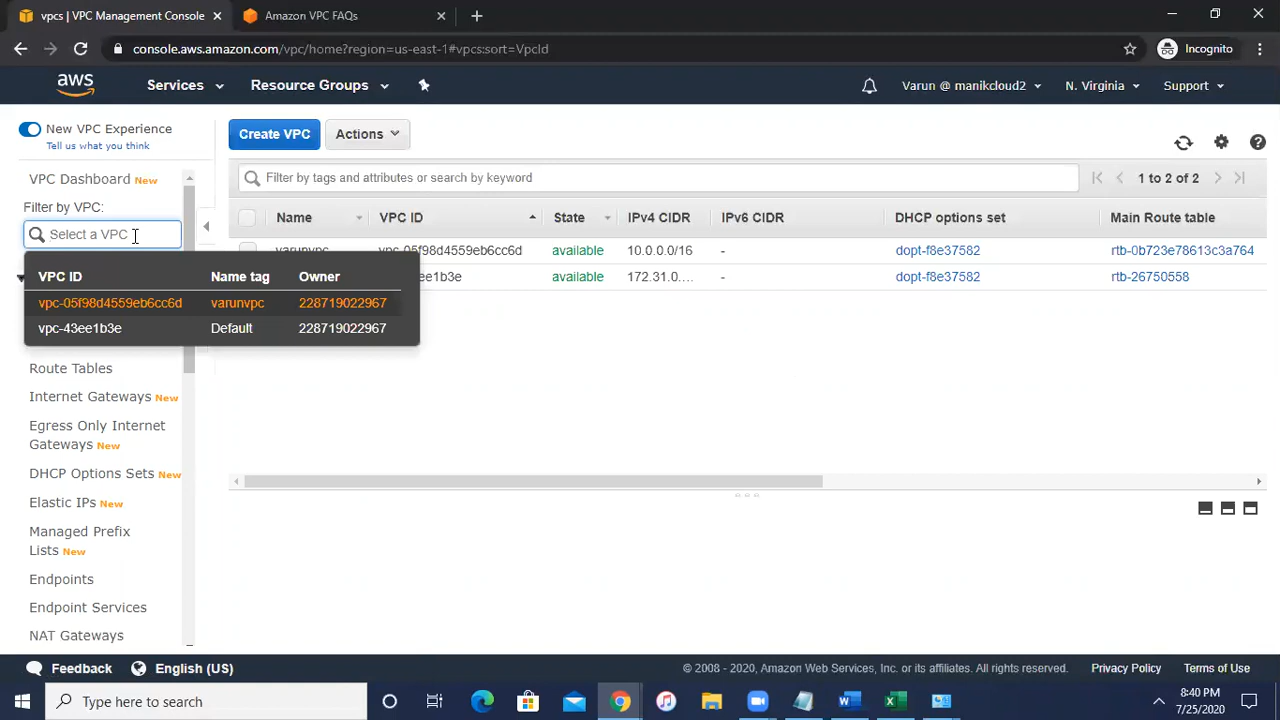 vpcs | VPC Management Console
Amazon VPC FAQs
console.aws.amazon.com/vpc/home?region=us-east-1#vpcs:sort=VpcId
Incognito
aws
Services
Resource Groups
Varun @ manikcloud2
N. Virginia
Support
New VPC Experience
Tell us what you think
Create VPC
Actions
VPC Dashboard New
Filter by VPC:
Select a VPC
Filter by tags and attributes or search by keyword
1 to 2 of 2
Name
VPC ID
State
IPv4 CIDR
IPv6 CIDR
DHCP options set
Main Route table
varunvpc
vpc-05f98d4559eb6cc6d
available
10.0.0.0/16
-
dopt-f8e37582
rtb-0b723e78613c3a764
ee1b3e
available
172.31.0....
-
dopt-f8e37582
rtb-26750558
VPC ID
Name tag
Owner
vpc-05f98d4559eb6cc6d
varunvpc
228719022967
vpc-43ee1b3e
Default
228719022967
Route Tables
Internet Gateways New
Egress Only Internet
Gateways New
DHCP Options Sets New
Elastic IPs New
Managed Prefix
Lists New
Endpoints
Endpoint Services
NAT Gateways
Feedback
English (US)
© 2008 - 2020, Amazon Web Services, Inc. or its affiliates. All rights reserved.
Privacy Policy
Terms of Use
Type here to search
8:40 PM
7/25/2020